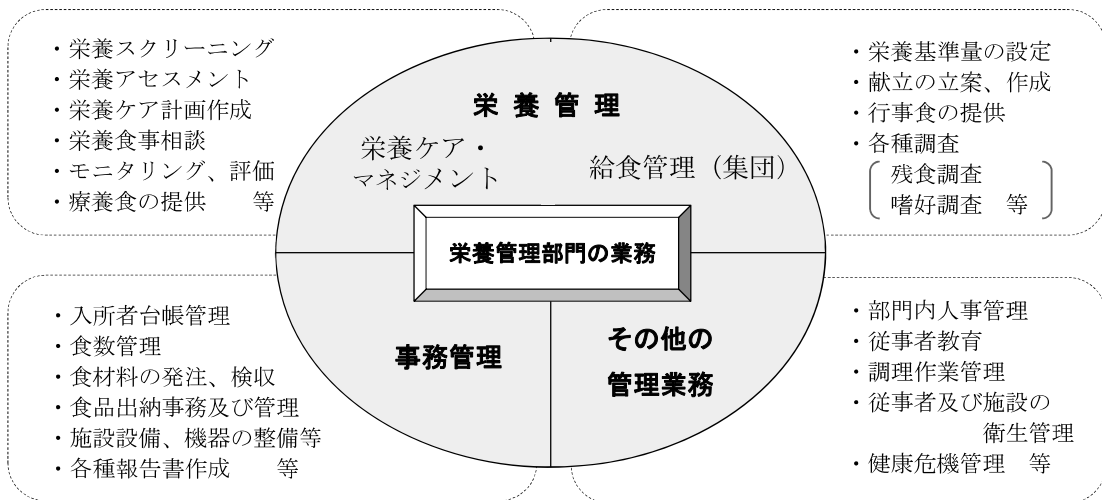 ・栄養スクリーニング
・栄養アセスメント
・栄養ケア計画作成
・栄養食事相談
・モニタリング、評価
・療養食の提供　　等
栄 養 管 理
栄養ケア・
マネジメント
給食管理（集団）
・栄養基準量の設定
・献立の立案、作成
・行事食の提供
・各種調査
残食調査
嗜好調査　等
栄養管理部門の業務
・入所者台帳管理
・食数管理
・食材料の発注、検収
・食品出納事務及び管理
・施設設備、機器の整備等
・各種報告書作成　　等
事務管理
その他の
管理業務
・部門内人事管理
・従事者教育
・調理作業管理
・従事者及び施設の
衛生管理
・健康危機管理　等